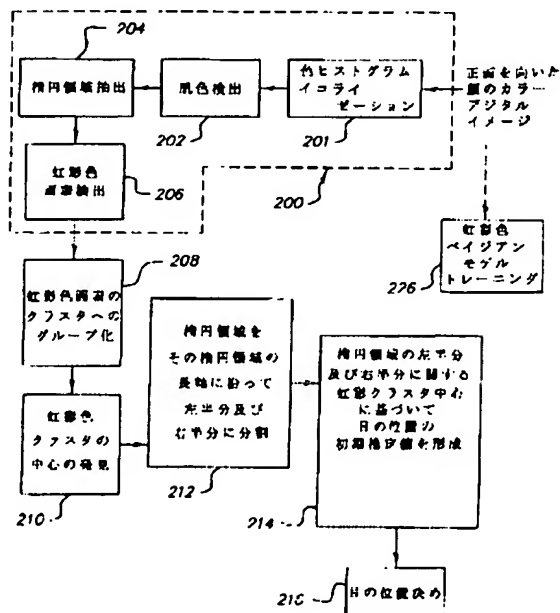 204
楕円領域抽出
肌色検出
202
色ヒストグラム
イコライ
ゼーション
201
正面を向いた
顔のカラー
デジタル
イメージ
虹彩色
画素検出
206
200
208
虹彩色画素の
クラスタへの
グループ化
虹彩色
ベイジアン
モデル
トレーニング
226
楕円領域を
その楕円領域の
長軸に沿って
左半分及び
右半分に分割
212
楕円領域の左半分
及び右半分に関する
虹彩クラスタ中心
に基づいて
目の位置の
初期推定値を形成
214
虹彩色
クラスタの
中心の発見
210
216
目の位置決め